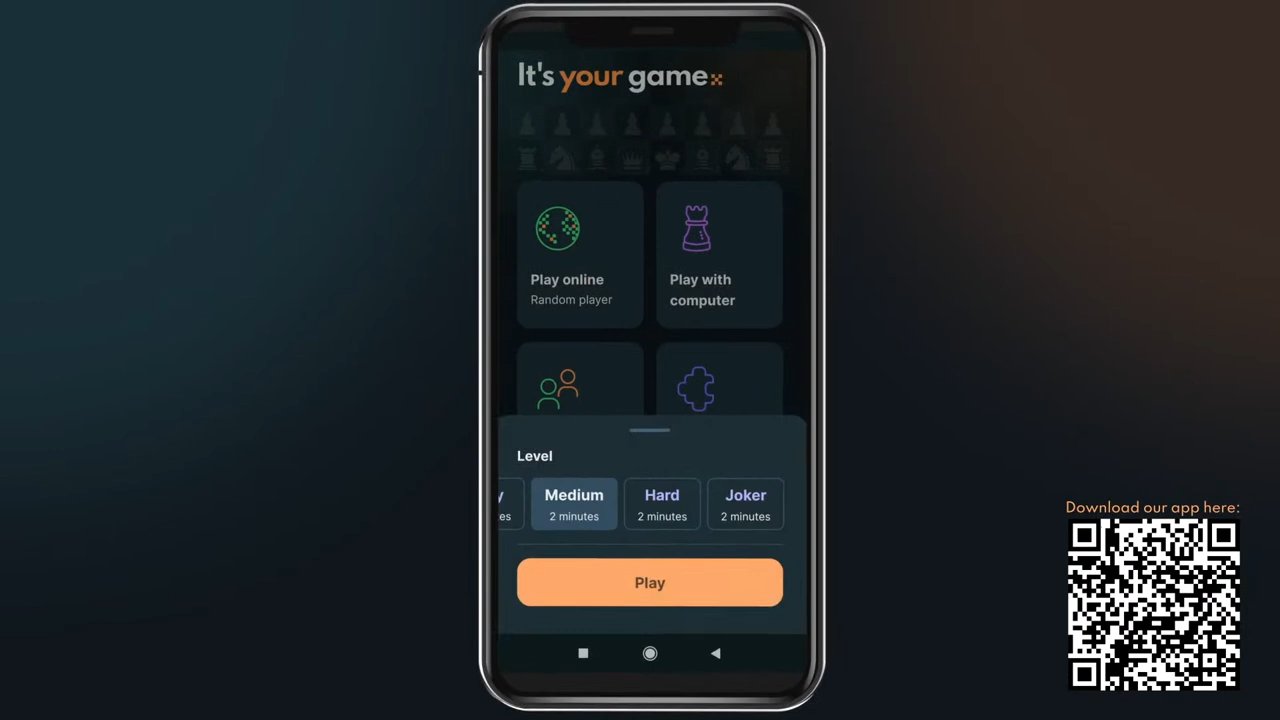 It's your game
Play online
Random player
Play with
computer
Level
y
es
Medium
2 minutes
Hard
2 minutes
Joker
2 minutes
Play
Download our app here: